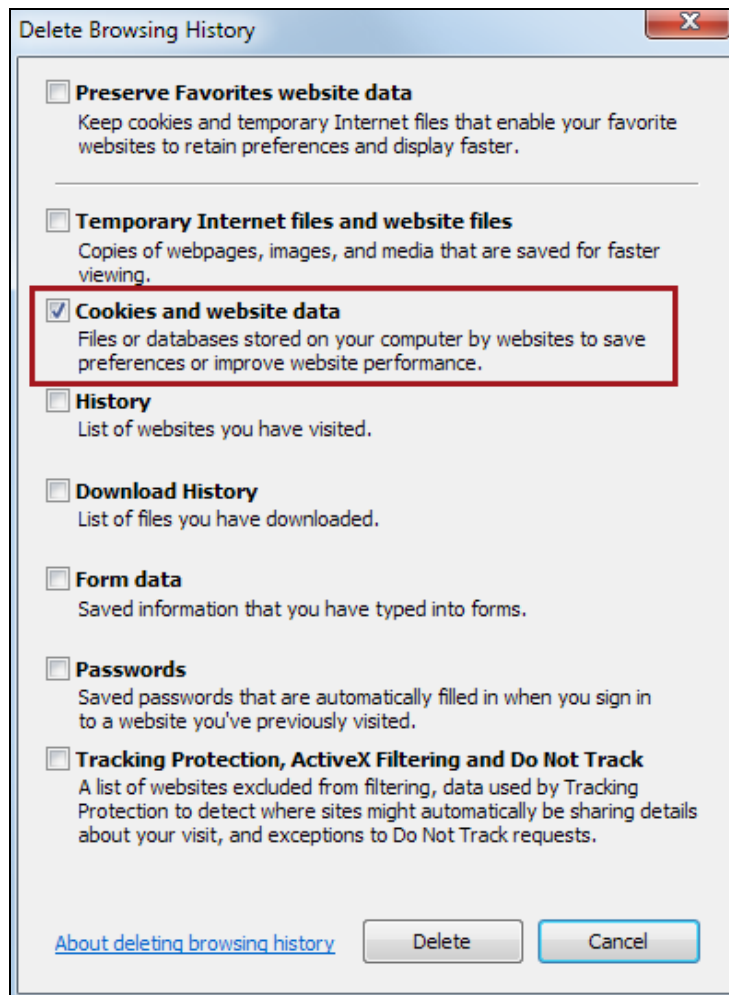 Delete Browsing History
Preserve Favorites website data
Keep cookies and temporary Internet files that enable your favorite
websites to retain preferences and display faster.
Temporary Internet files and website files
Copies of webpages, images, and media that are saved for faster
viewing.
Cookies and website data
Files or databases stored on your computer by websites to save
preferences or improve website performance.
History
List of websites you have visited.
Download History
List of files you have downloaded.
Form data
Saved information that you have typed into forms.
Passwords
Saved passwords that are automatically filled in when you sign in
to a website you've previously visited.
Tracking Protection, ActiveX Filtering and Do Not Track
A list of websites excluded from filtering, data used by Tracking
Protection to detect where sites might automatically be sharing details
about your visit, and exceptions to Do Not Track requests.
About deleting browsing history Delete Cancel